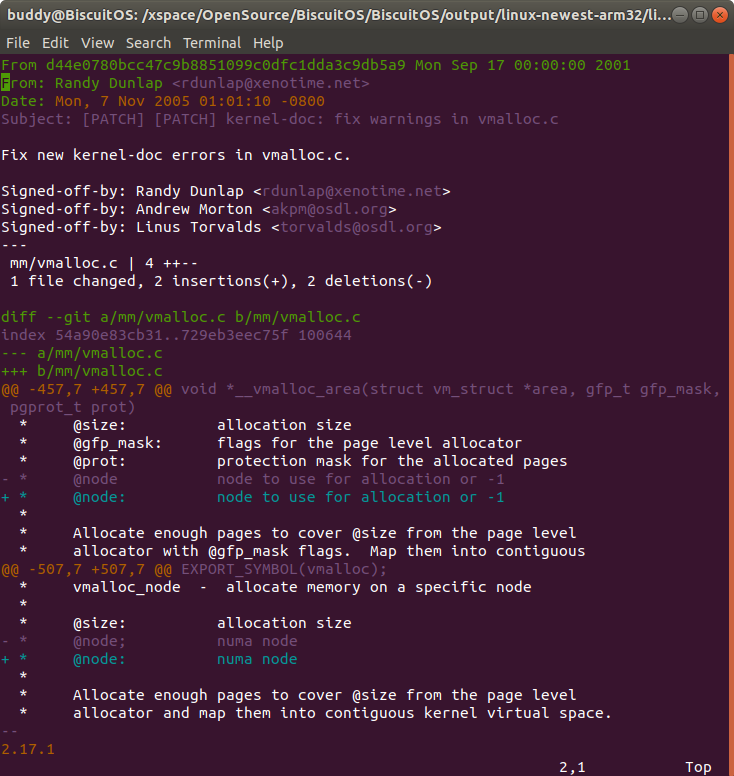 buddy@BiscuitOS: /xspace/OpenSource/BiscuitOS/BiscuitOS/output/linux-newest-arm32/li...
File Edit View Search Terminal Help
From d44e0780bcc47c9b8851099c0dfc1dda3c9db5a9 Mon Sep 17 00:00:00 2001
From: Randy Dunlap <rdunlap@xenotime.net>
Date: Mon, 7 Nov 2005 01:01:10 -0800
Subject: [PATCH] [PATCH] kernel-doc: fix warnings in vmalloc.c

Fix new kernel-doc errors in vmalloc.c.

Signed-off-by: Randy Dunlap <rdunlap@xenotime.net>
Signed-off-by: Andrew Morton <akpm@osdl.org>
Signed-off-by: Linus Torvalds <torvalds@osdl.org>
---
 mm/vmalloc.c | 4 ++--
 1 file changed, 2 insertions(+), 2 deletions(-)

diff --git a/mm/vmalloc.c b/mm/vmalloc.c
index 54a90e83cb31..729eb3eec75f 100644
--- a/mm/vmalloc.c
+++ b/mm/vmalloc.c
@@ -457,7 +457,7 @@ void *__vmalloc_area(struct vm_struct *area, gfp_t gfp_mask,
 pgprot_t prot)
  *     @size:          allocation size
  *     @gfp_mask:      flags for the page level allocator
  *     @prot:          protection mask for the allocated pages
- *     @node           node to use for allocation or -1
+ *     @node:          node to use for allocation or -1
  *
  *     Allocate enough pages to cover @size from the page level
  *     allocator with @gfp_mask flags.  Map them into contiguous
@@ -507,7 +507,7 @@ EXPORT_SYMBOL(vmalloc);
  *     vmalloc_node  -  allocate memory on a specific node
  *
  *     @size:          allocation size
- *     @node;          numa node
+ *     @node:          numa node
  *
  *     Allocate enough pages to cover @size from the page level
  *     allocator and map them into contiguous kernel virtual space.
--
2.17.1
2,1 Top